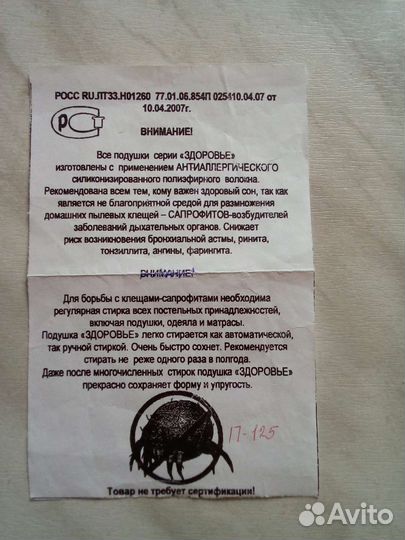 РОСС RU.ЛТ33.Н01260 77.01.06.854П 025410.04.07 от
10.04.2007г.
РСТ
ВНИМАНИЕ!
Все подушки серии «ЗДОРОВЬЕ»
изготовлены с применением АНТИАЛЛЕРГИЧЕСКОГО
силиконизированного полиэфирного волокна.
Рекомендована всем тем, кому важен здоровый сон, так как
является не благоприятной средой для размножения
домашних пылевых клещей – САПРОФИТОВ-возбудителей
заболеваний дыхательных органов. Снижает
риск возникновения бронхиальной астмы, ринита,
тонзиллита, ангины, фарингита.
ВНИМАНИЕ!
Для борьбы с клещами-сапрофитами необходима
регулярная стирка всех постельных принадлежностей,
включая подушки, одеяла и матрасы.
Подушка «ЗДОРОВЬЕ» легко стирается как автоматической,
так ручной стиркой. Очень быстро сохнет. Рекомендуется
стирать не реже одного раза в полгода.
Даже после многочисленных стирок подушка «ЗДОРОВЬЕ»
прекрасно сохраняет форму и упругость.
П-125
Товар не требует сертификации!
Avito